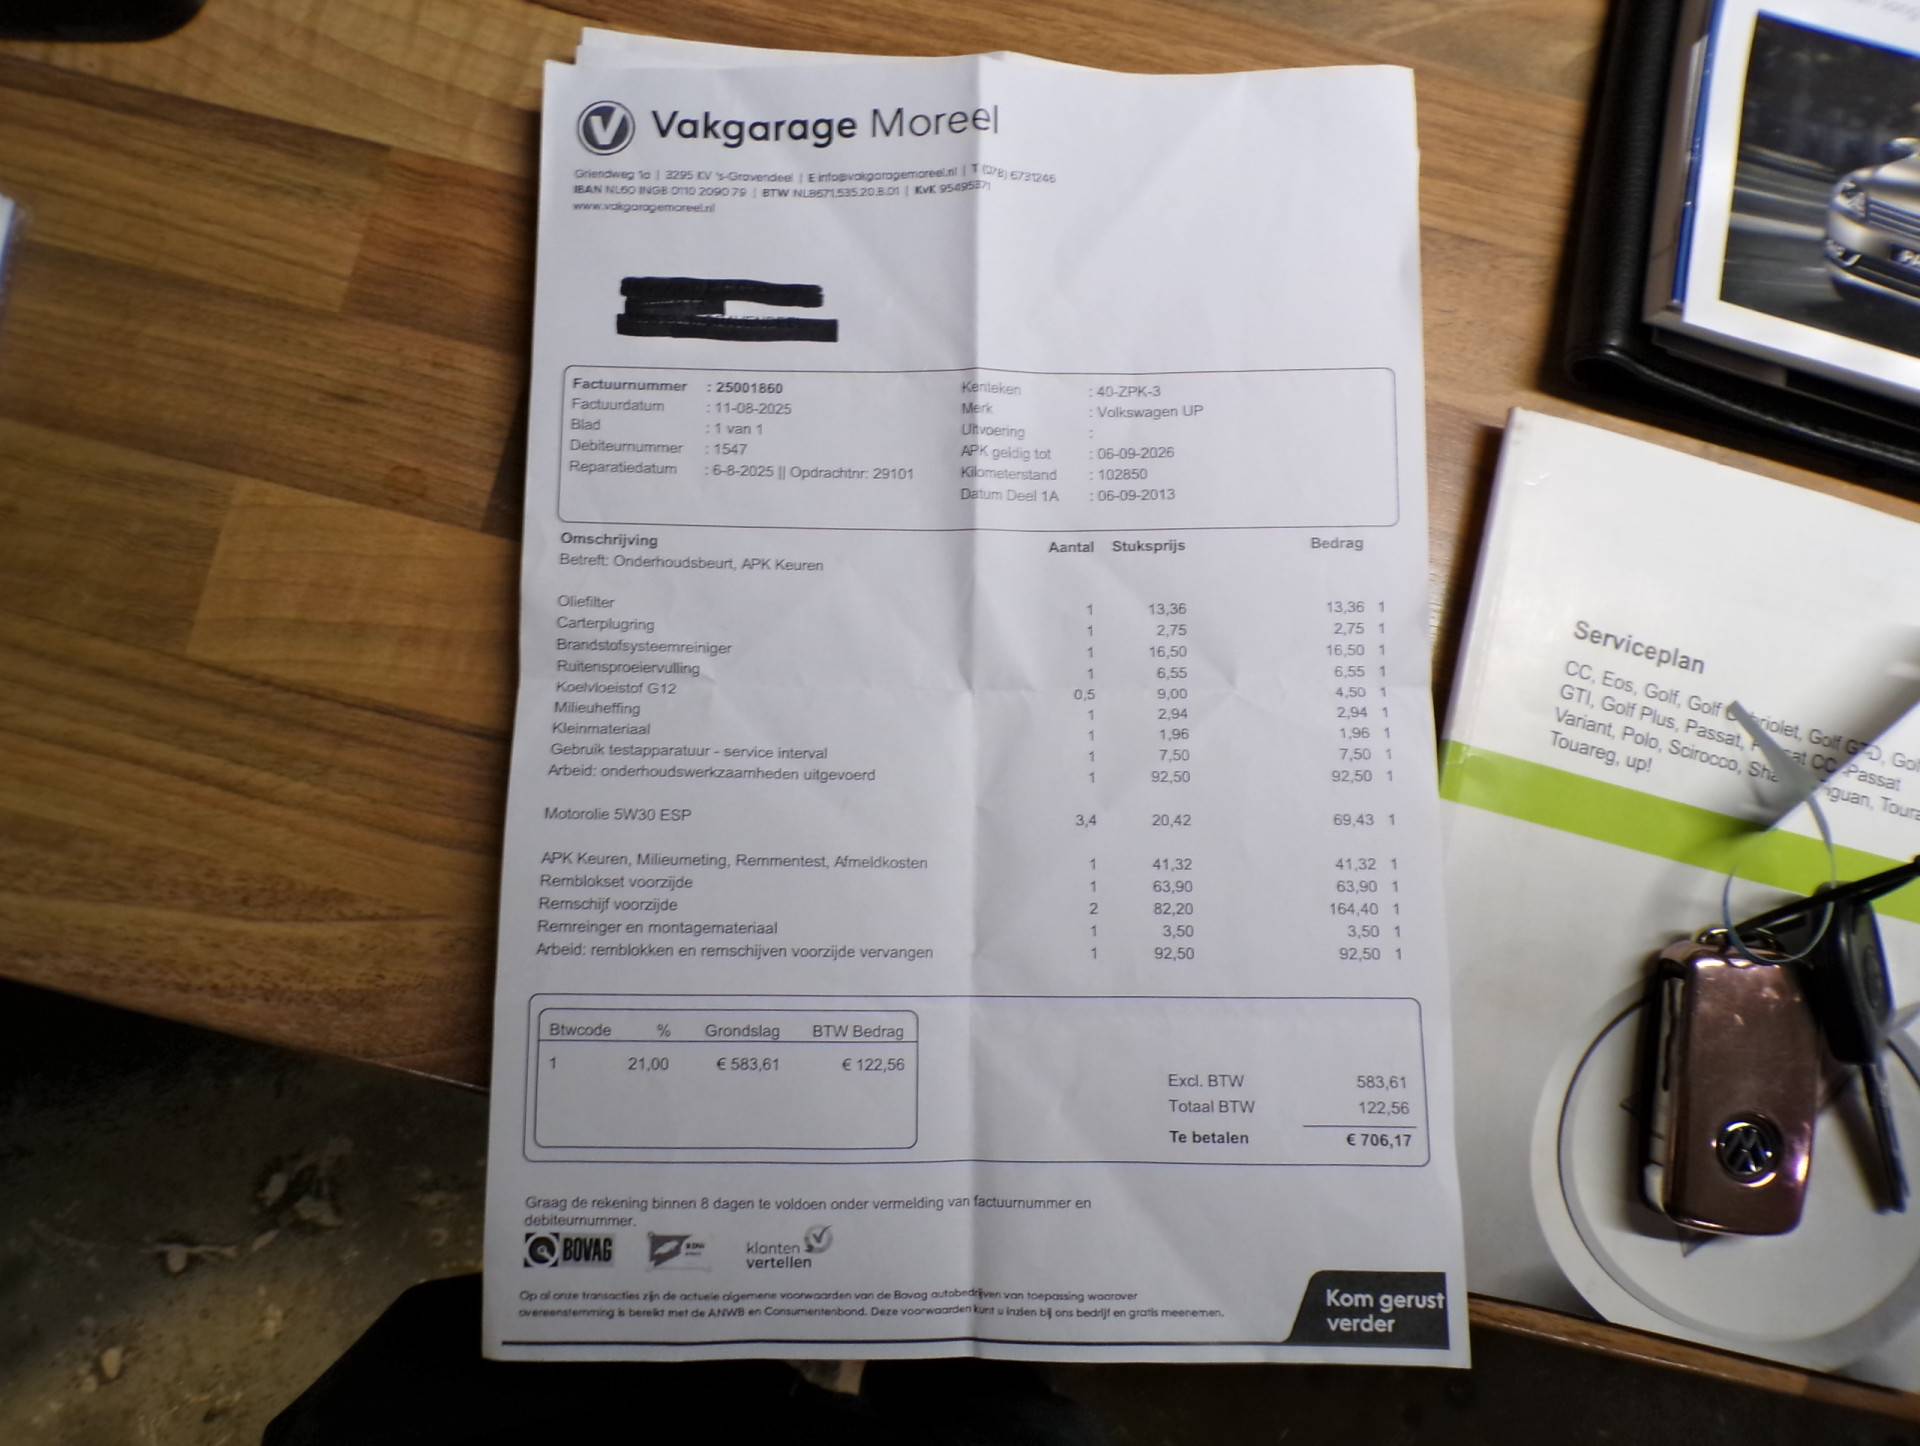 Vakgarage Moreel
Griendweg 1a | 3295 KV 's-Gravendeel | E info@vakgaragemoreel.nl | T (078) 6731246
IBAN NL60 INGB 0110 2090 79 | BTW NL8671.535.20.B.01 | KvK 95495371
www.vakgaragemoreel.nl
Factuurnummer : 25001860 Kenteken : 40-ZPK-3
Factuurdatum : 11-08-2025 Merk : Volkswagen UP
Blad : 1 van 1 Uitvoering :
Debiteurnummer : 1547 APK geldig tot : 06-09-2026
Reparatiedatum : 6-8-2025 || Opdrachtnr: 29101 Kilometerstand : 102850
Datum Deel 1A : 06-09-2013
Omschrijving Aantal Stuksprijs Bedrag
Betreft: Onderhoudsbeurt, APK Keuren
Oliefilter 1 13,36 13,36 1
Carterplugring 1 2,75 2,75 1
Brandstofsysteemreiniger 1 16,50 16,50 1
Ruitensproeiervulling 1 6,55 6,55 1
Koelvloeistof G12 0,5 9,00 4,50 1
Milieuheffing 1 2,94 2,94 1
Kleinmateriaal 1 1,96 1,96 1
Gebruik testapparatuur - service interval 1 7,50 7,50 1
Arbeid: onderhoudswerkzaamheden uitgevoerd 1 92,50 92,50 1
Motorolie 5W30 ESP 3,4 20,42 69,43 1
APK Keuren, Milieumeting, Remmentest, Afmeldkosten 1 41,32 41,32 1
Remblokset voorzijde 1 63,90 63,90 1
Remschijf voorzijde 2 82,20 164,40 1
Remreinger en montagemateriaal 1 3,50 3,50 1
Arbeid: remblokken en remschijven voorzijde vervangen 1 92,50 92,50 1
Btwcode % Grondslag BTW Bedrag
1 21,00 € 583,61 € 122,56
Excl. BTW 583,61
Totaal BTW 122,56
Te betalen € 706,17
Graag de rekening binnen 8 dagen te voldoen onder vermelding van factuurnummer en
debiteurnummer.
BOVAG
klanten
vertellen
Op al onze transacties zijn de actuele algemene voorwaarden van de Bovag autobedrijven van toepassing waarover
overeenstemming is bereikt met de ANWB en Consumentenbond. Deze voorwaarden kunt u inzien bij ons bedrijf en gratis meenemen.
Kom gerust
verder
Serviceplan
CC, Eos, Golf, Golf Cabriolet, Golf GTD,
GTI, Golf Plus, Passat, Passat CC, Passat
Variant, Polo, Scirocco,
Touareg, up!